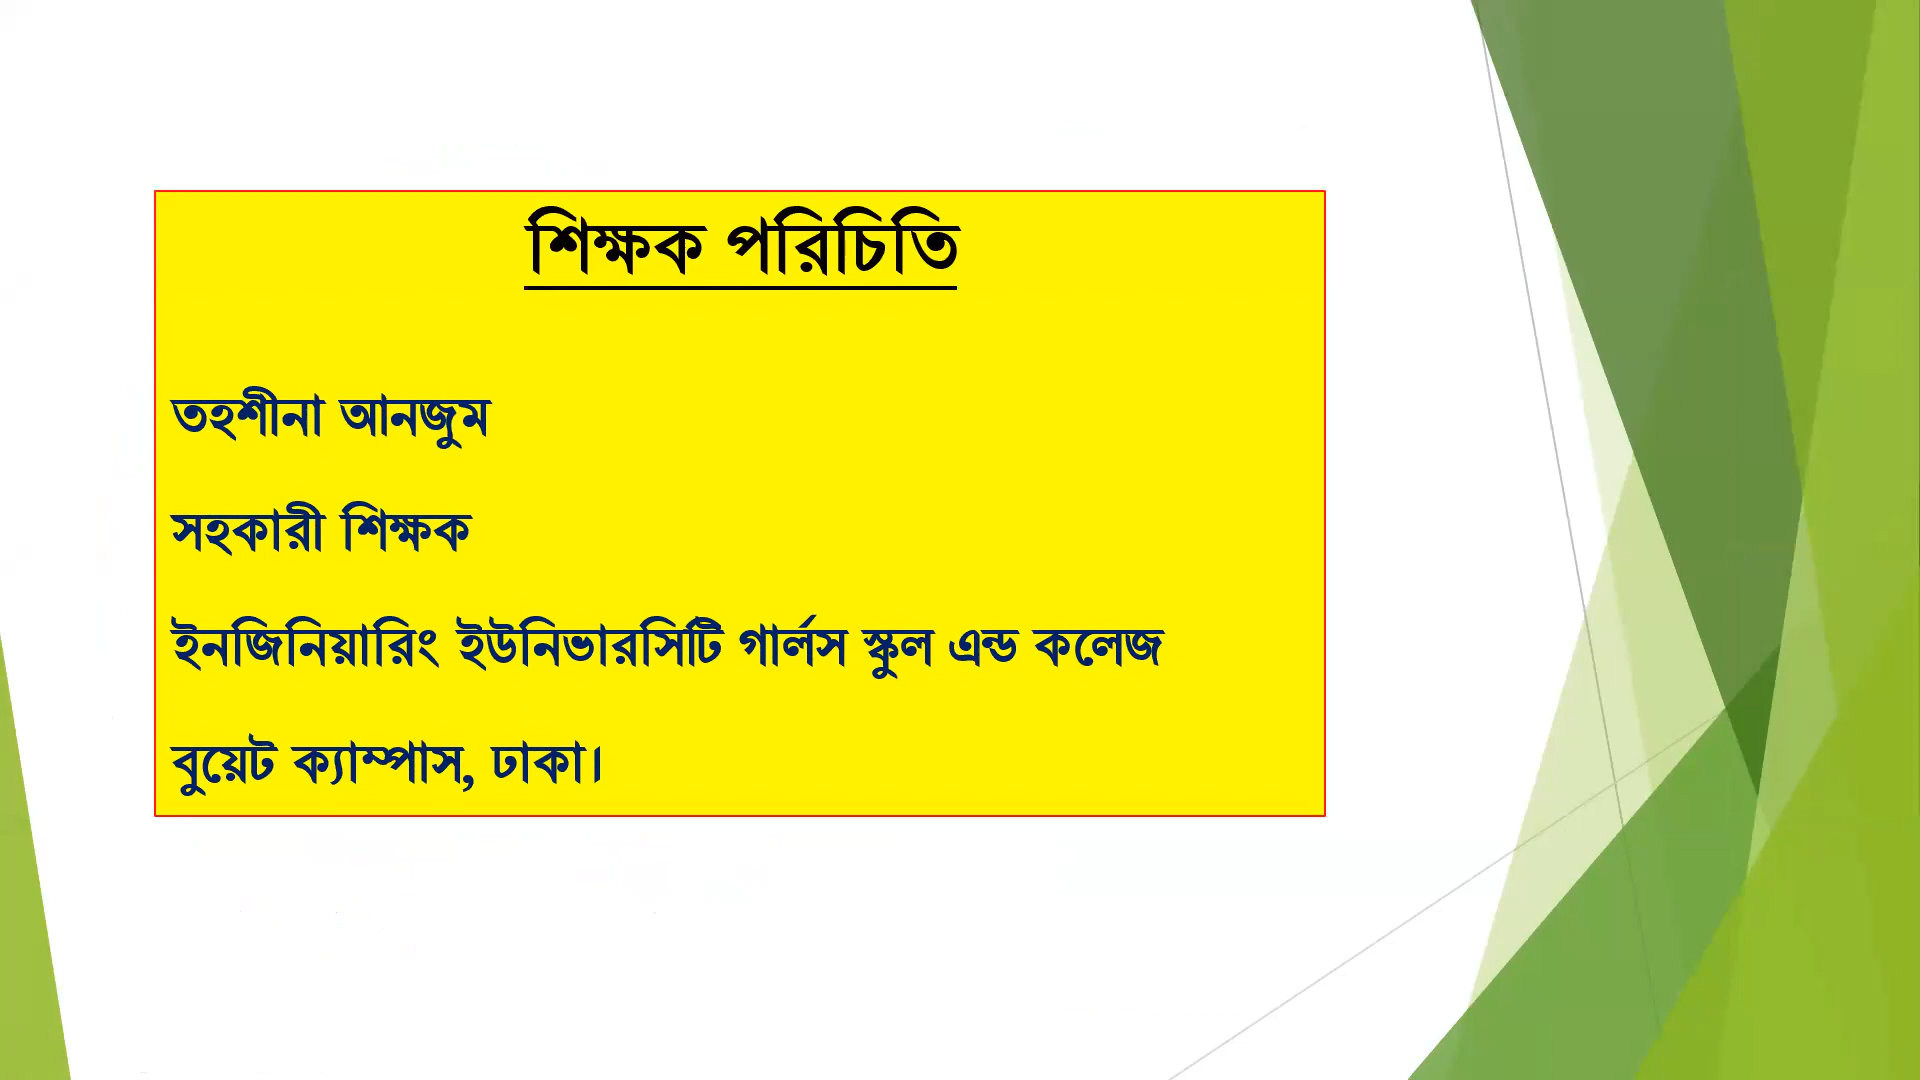 শিক্ষক পরিচিতি
তহশীনা আনজুম
সহকারী শিক্ষক
ইনজিনিয়ারিং ইউনিভারসিটি গার্লস স্কুল এন্ড কলেজ
বুয়েট ক্যাম্পাস, ঢাকা।